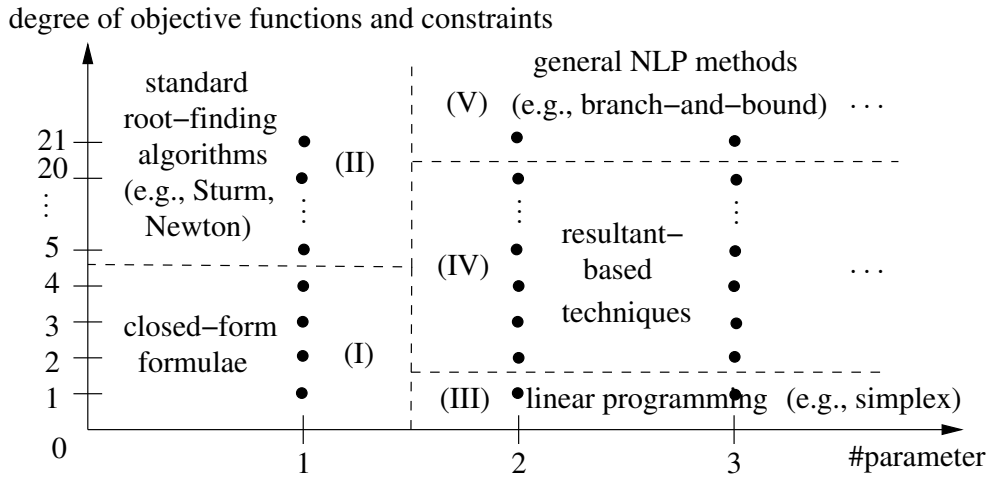 degree of objective functions and constraints
standard
root−finding
algorithms
(e.g., Sturm,
Newton)
(II)
general NLP methods
(V) (e.g., branch−and−bound) ...
21
20
...
5
4
3
2
1
0
(IV)
resultant−
based
techniques
...
closed−form
formulae
(I)
(III) linear programming (e.g., simplex)
1 2 3
#parameter